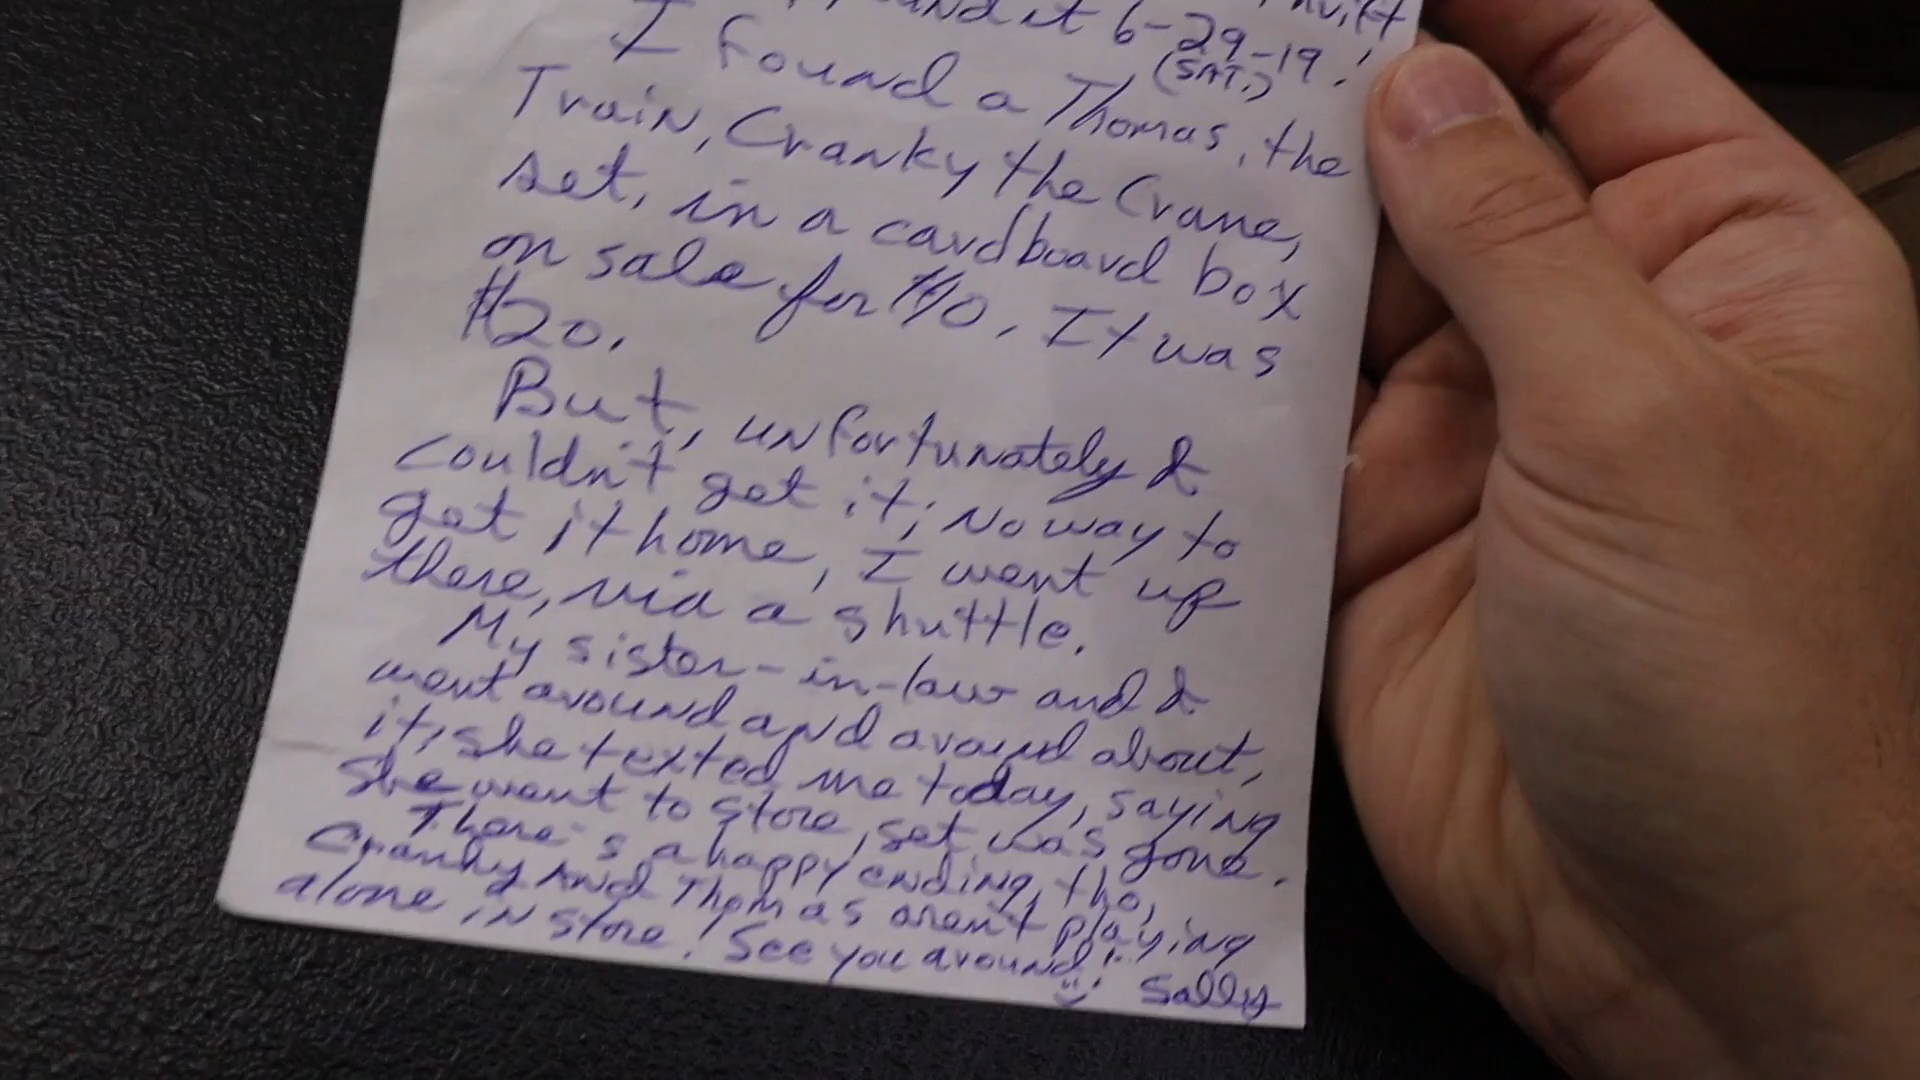 found it 6-29-19!
(SAT.)
I found a Thomas, the
Train, Cranky the Crane,
set, in a cardboard box
on sale for $10. It was
$20.
But, unfortunately I
couldn't get it; No way to
get it home, I went up
there, via a shuttle.
My sister-in-law and I
went around and around about,
it, she texted me today, saying
she went to store, set was gone.
There's a happy ending, tho,
Cranky And Thomas aren't playing
alone in store! See you around!
Sally